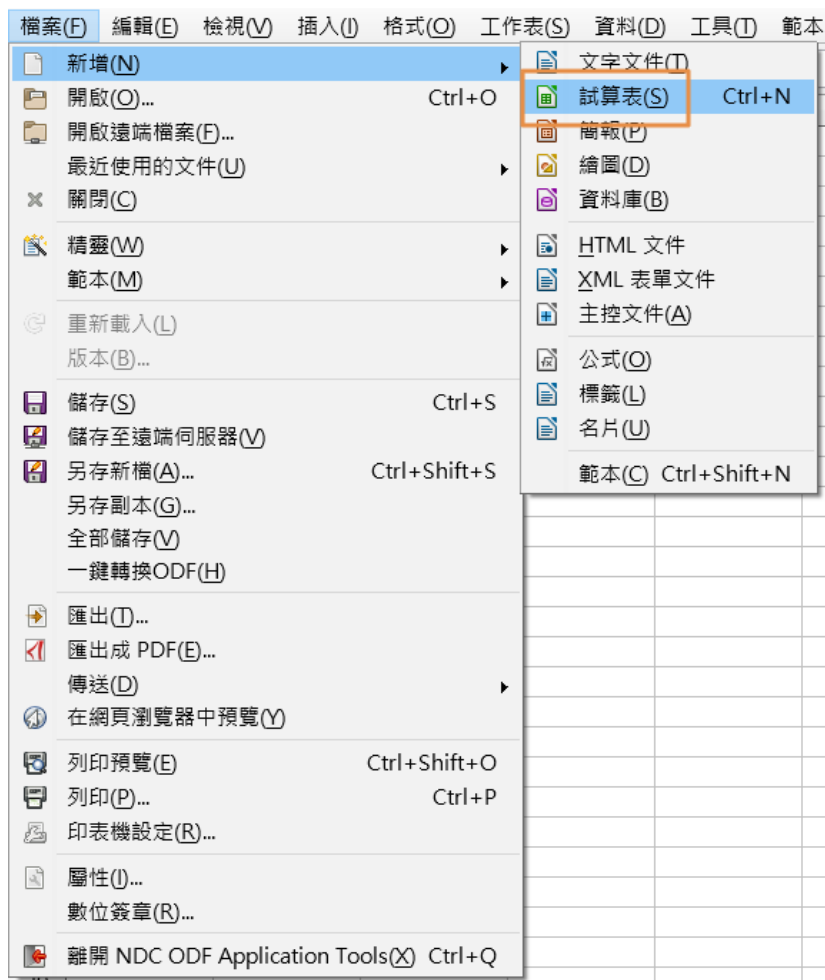 檔案(F) 編輯(E) 檢視(V) 插入(I) 格式(O) 工作表(S) 資料(D) 工具(T) 範本
新增(N)
開啟(O)... Ctrl+O
開啟遠端檔案(F)...
最近使用的文件(U)
關閉(C)
精靈(W)
範本(M)
重新載入(L)
版本(B)...
儲存(S) Ctrl+S
儲存至遠端伺服器(V)
另存新檔(A)... Ctrl+Shift+S
另存副本(G)...
全部儲存(V)
一鍵轉換ODF(H)
匯出(T)...
匯出成 PDF(E)...
傳送(D)
在網頁瀏覽器中預覽(Y)
列印預覽(E) Ctrl+Shift+O
列印(P)... Ctrl+P
印表機設定(R)...
屬性(I)...
數位簽章(R)...
離開 NDC ODF Application Tools(X) Ctrl+Q
文字文件(T)
試算表(S) Ctrl+N
簡報(P)
繪圖(D)
資料庫(B)
HTML 文件
XML 表單文件
主控文件(A)
公式(O)
標籤(L)
名片(U)
範本(C) Ctrl+Shift+N